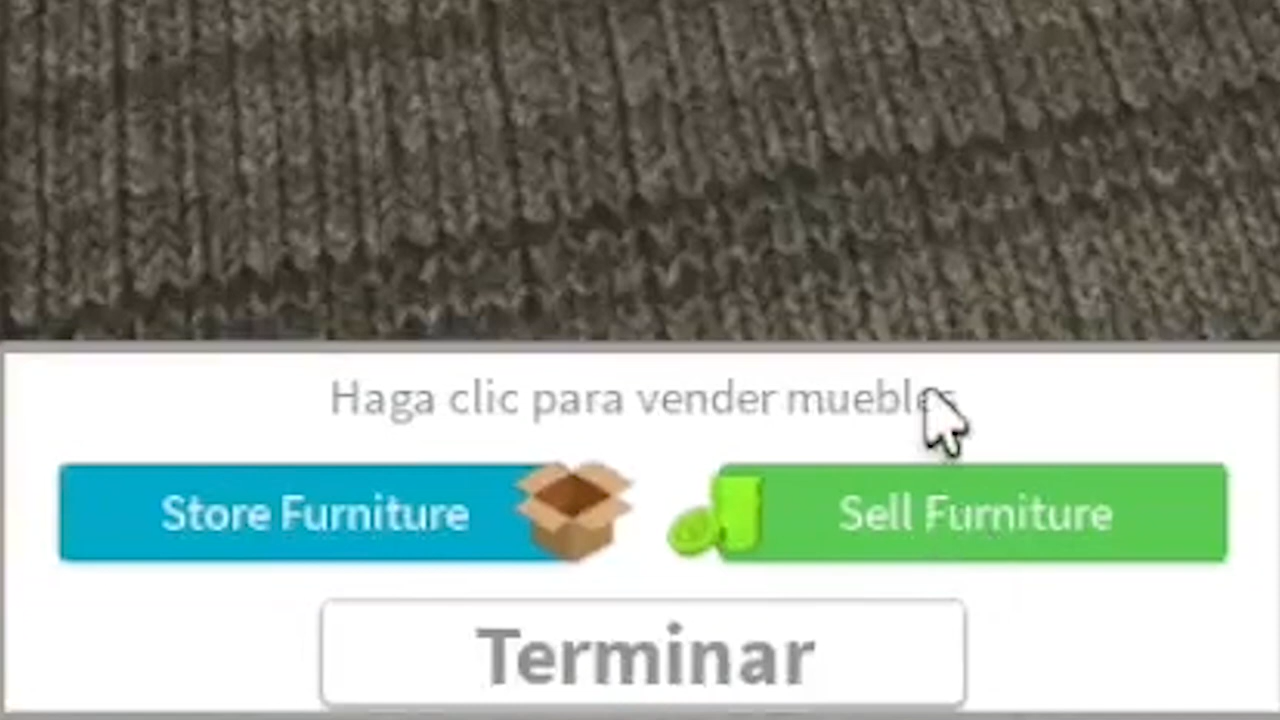 Haga clic para vender muebles
Store Furniture
Sell Furniture
Terminar